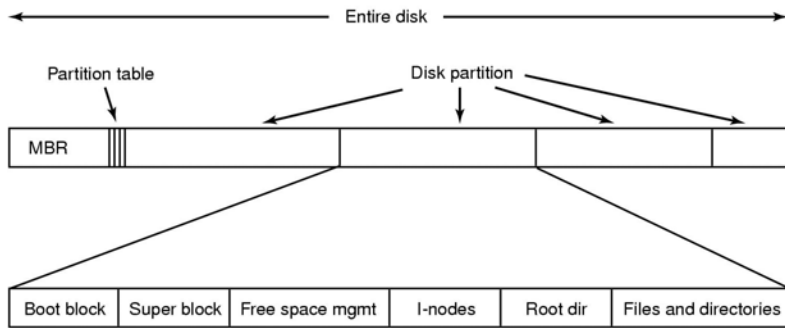 Entire disk
Partition table
Disk partition
MBR
Boot block
Super block
Free space mgmt
I-nodes
Root dir
Files and directories